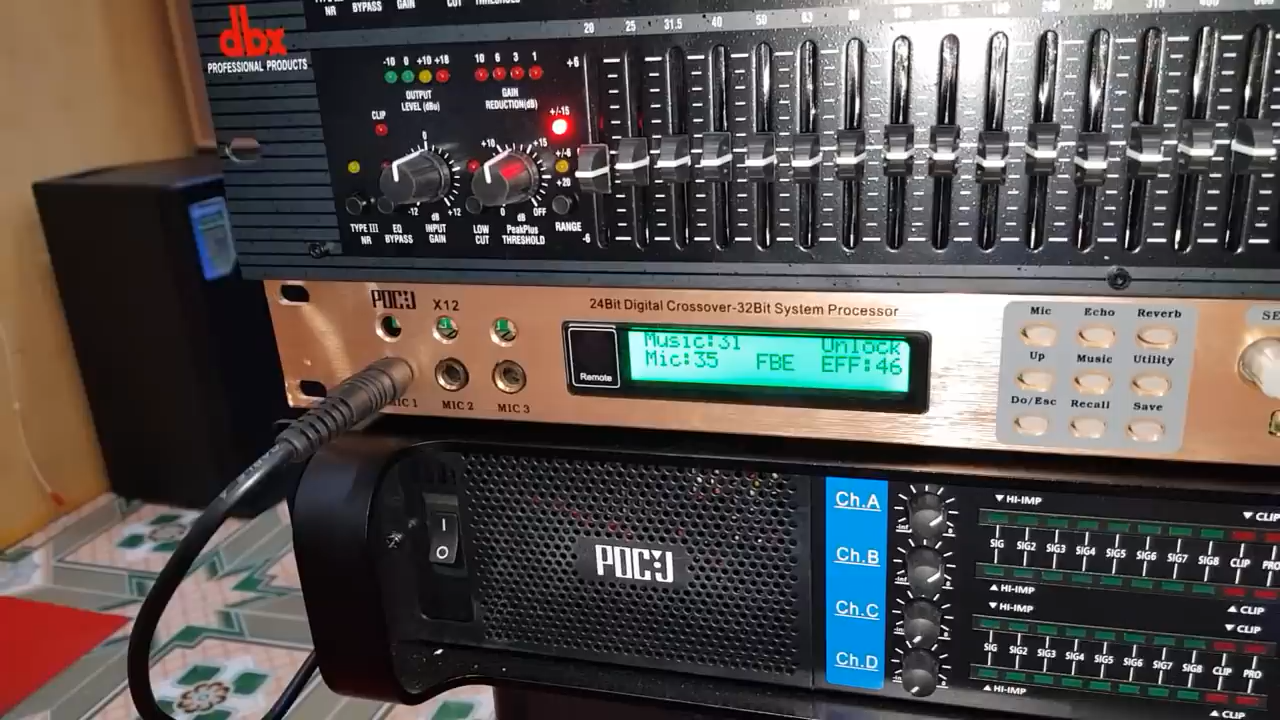 NR BYPASS GAIN CUT THRESHOLD
dbx
PROFESSIONAL PRODUCTS
20 25 31.5 40 50 63 80 100 125 160 200 250 315 400
-10 0 +10 +18
OUTPUT
LEVEL (dBu)
10 6 3 1
GAIN
REDUCTION(dB)
CLIP
+6
+/-15
+/-6
0
+10 +15
+20
-12 dB +12
0 dB OFF
-6
TYPE III
NR
EQ
BYPASS
INPUT
GAIN
LOW
CUT
PeakPlus
THRESHOLD
RANGE
X12
24Bit Digital Crossover-32Bit System Processor
Music:31 Unlock
Mic:35 FBE EFF:46
Remote
MIC 1 MIC 2 MIC 3
Mic Echo Reverb
Up Music Utility
Do/Esc Recall Save
SE
I
O
Ch.A
Ch.B
Ch.C
Ch.D
▼HI-IMP
▼CLIP
SIG SIG2 SIG3 SIG4 SIG5 SIG6 SIG7 SIG8 CLIP PRO
▲HI-IMP
▲CLIP
▼HI-IMP
▼CLIP
SIG SIG2 SIG3 SIG4 SIG5 SIG6 SIG7 SIG8 CLIP PRO
▲HI-IMP
▲CLIP